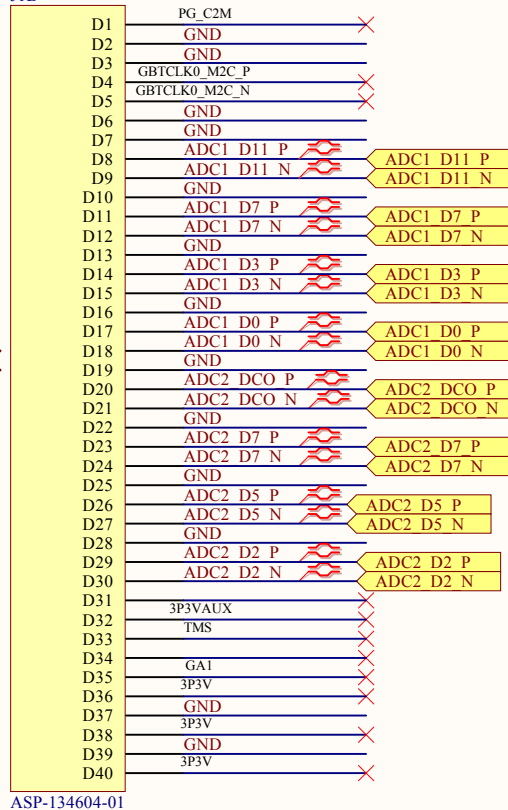 D1 PG_C2M
D2 GND
D3 GND
D4 GBTCLK0_M2C_P
D5 GBTCLK0_M2C_N
D6 GND
D7 GND
D8 ADC1_D11_P ADC1_D11_P
D9 ADC1_D11_N ADC1_D11_N
D10 GND
D11 ADC1_D7_P ADC1_D7_P
D12 ADC1_D7_N ADC1_D7_N
D13 GND
D14 ADC1_D3_P ADC1_D3_P
D15 ADC1_D3_N ADC1_D3_N
D16 GND
D17 ADC1_D0_P ADC1_D0_P
D18 ADC1_D0_N ADC1_D0_N
D19 GND
D20 ADC2_DCO_P ADC2_DCO_P
D21 ADC2_DCO_N ADC2_DCO_N
D22 GND
D23 ADC2_D7_P ADC2_D7_P
D24 ADC2_D7_N ADC2_D7_N
D25 GND
D26 ADC2_D5_P ADC2_D5_P
D27 ADC2_D5_N ADC2_D5_N
D28 GND
D29 ADC2_D2_P ADC2_D2_P
D30 ADC2_D2_N ADC2_D2_N
D31
D32 3P3VAUX
D33 TMS
D34
D35 GA1
D36 3P3V
D37 GND
D38 3P3V
D39 GND
D40 3P3V
ASP-134604-01